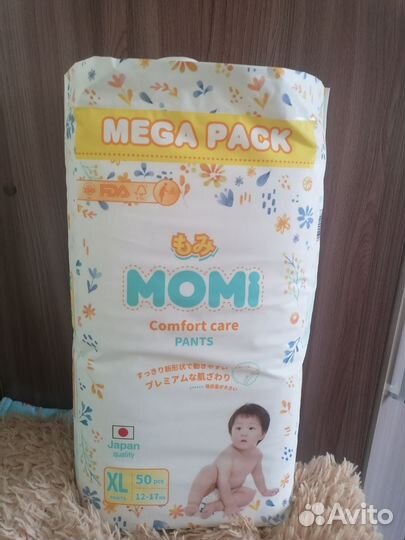 MEGA PACK
FDA
もみ
MOMi
Comfort care
PANTS
すっきり新形状で動きやすい
プレミアムな肌ざわり
Japan
quality
XL 50 pcs
PANTS 12-17 KG
Avito